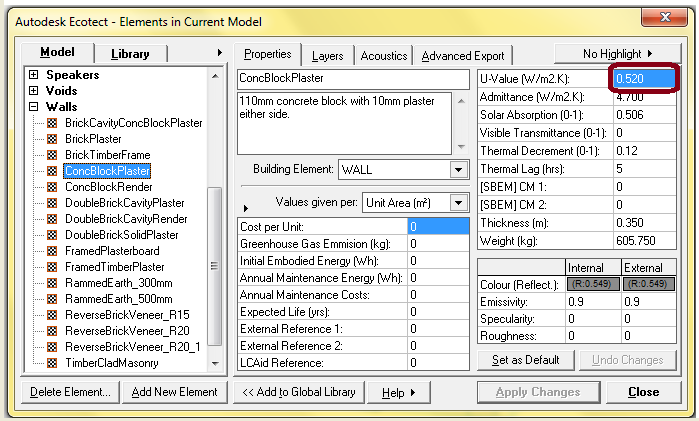 Autodesk Ecotect - Elements in Current Model
Model
Library
Speakers
Voids
Walls
BrickCavityConcBlockPlaster
BrickPlaster
BrickTimberFrame
ConcBlockPlaster
ConcBlockRender
DoubleBrickCavityPlaster
DoubleBrickCavityRender
DoubleBrickSolidPlaster
FramedPlasterboard
FramedTimberPlaster
RammedEarth_300mm
RammedEarth_500mm
ReverseBrickVeneer_R15
ReverseBrickVeneer_R20
ReverseBrickVeneer_R20_1
TimberCladMasonry
Properties
Layers
Acoustics
Advanced Export
No Highlight
ConcBlockPlaster
110mm concrete block with 10mm plaster
either side.
Building Element: WALL
Values given per: Unit Area (m²)
Cost per Unit: 0
Greenhouse Gas Emmision (kg): 0
Initial Embodied Energy (Wh): 0
Annual Maintenance Energy (Wh): 0
Annual Maintenance Costs: 0
Expected Life (yrs): 0
External Reference 1: 0
External Reference 2: 0
LCAid Reference: 0
U-Value (W/m2.K): 0.520
Admittance (W/m2.K): 4.700
Solar Absorption (0-1): 0.506
Visible Transmittance (0-1): 0
Thermal Decrement (0-1): 0.12
Thermal Lag (hrs): 5
[SBEM] CM 1: 0
[SBEM] CM 2: 0
Thickness (m): 0.350
Weight (kg): 605.750
Internal External
Colour (Reflect.): (R:0.549) (R:0.549)
Emissivity: 0.9 0.9
Specularity: 0 0
Roughness: 0 0
Set as Default
Undo Changes
Delete Element...
Add New Element
<< Add to Global Library
Help
Apply Changes
Close